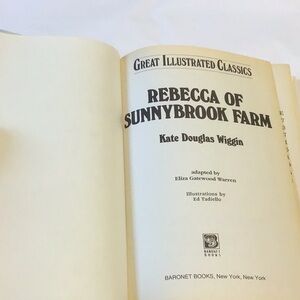 GREAT ILLUSTRATED CLASSICS
REBECCA OF
SUNNYBROOK FARM
Kate Douglas Wiggin
adapted by
Eliza Gatewood Warren
Illustrations by
Ed Tadiello
BARONET
BOOKS
BARONET BOOKS, New York, New York